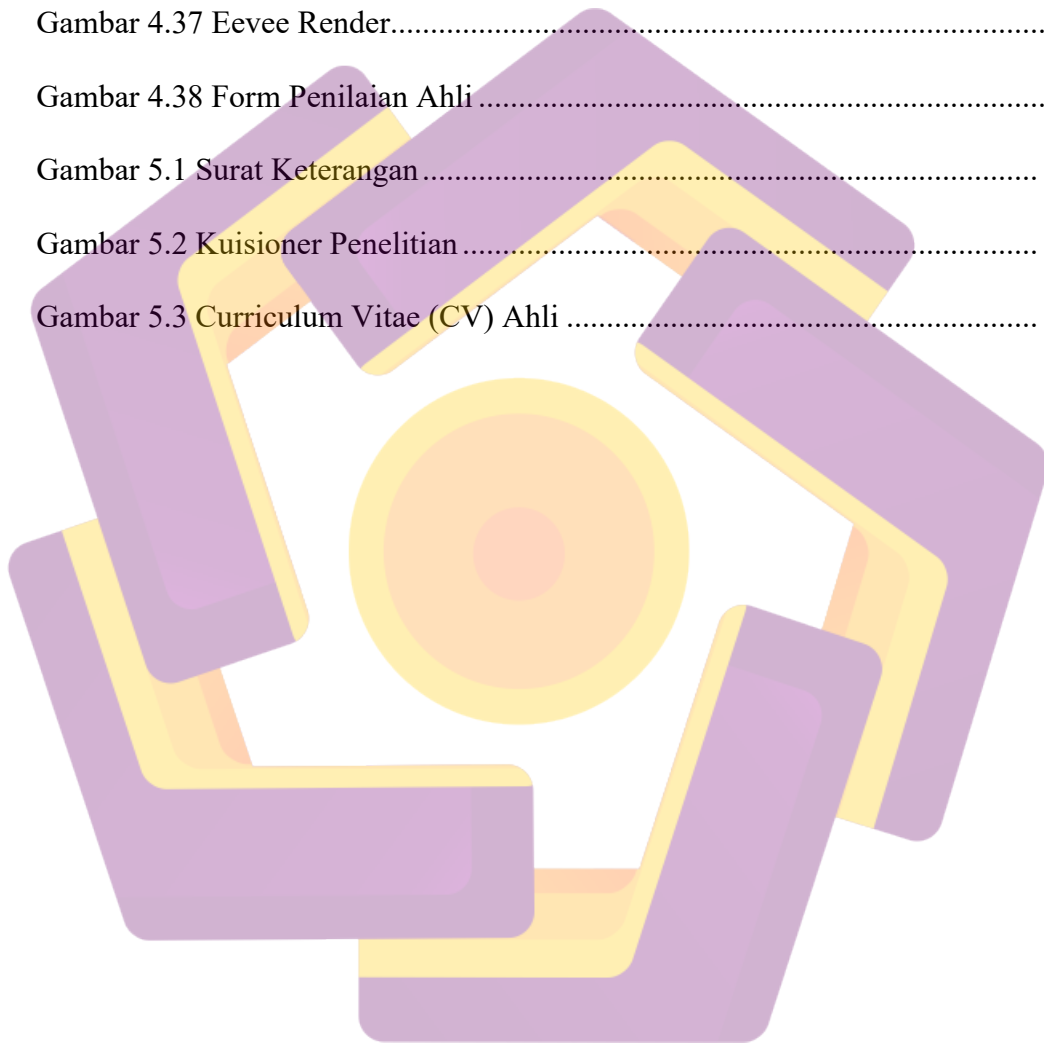 Gambar 4.37 Eevee Render......................................................................
Gambar 4.38 Form Penilaian Ahli.............................................................
Gambar 5.1 Surat Keterangan..................................................................
Gambar 5.2 Kuisioner Penelitian..............................................................
Gambar 5.3 Curriculum Vitae (CV) Ahli...................................................